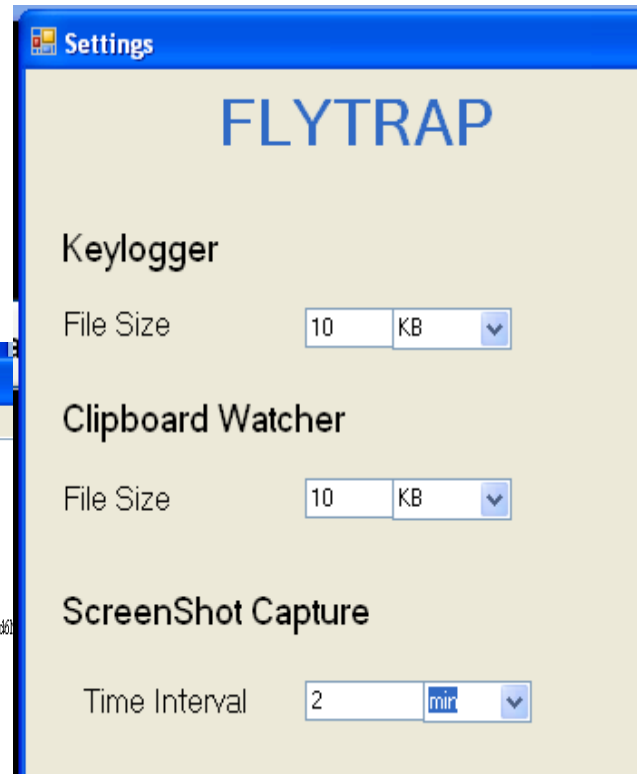 Settings
FLYTRAP
Keylogger
File Size 10 KB
Clipboard Watcher
File Size 10 KB
ScreenShot Capture
Time Interval 2 min